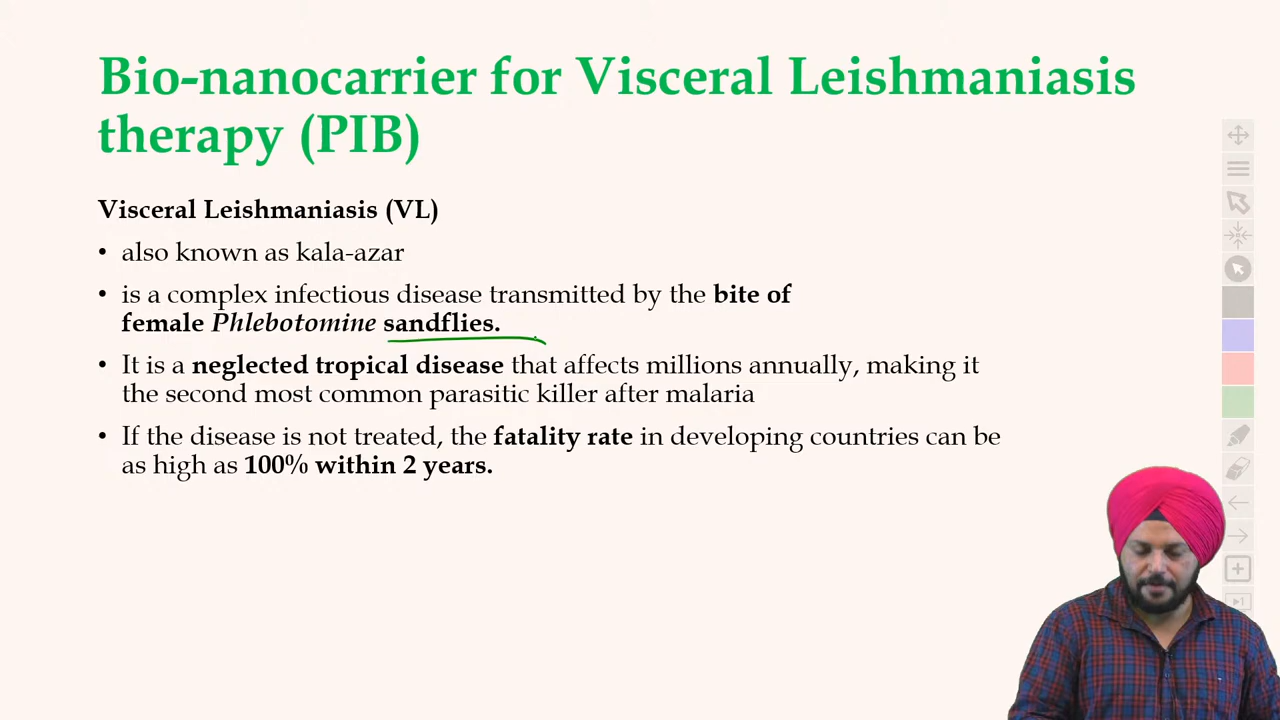 Bio-nanocarrier for Visceral Leishmaniasis
therapy (PIB)
Visceral Leishmaniasis (VL)
• also known as kala-azar
• is a complex infectious disease transmitted by the bite of
female Phlebotomine sandflies.
• It is a neglected tropical disease that affects millions annually, making it
the second most common parasitic killer after malaria
• If the disease is not treated, the fatality rate in developing countries can be
as high as 100% within 2 years.